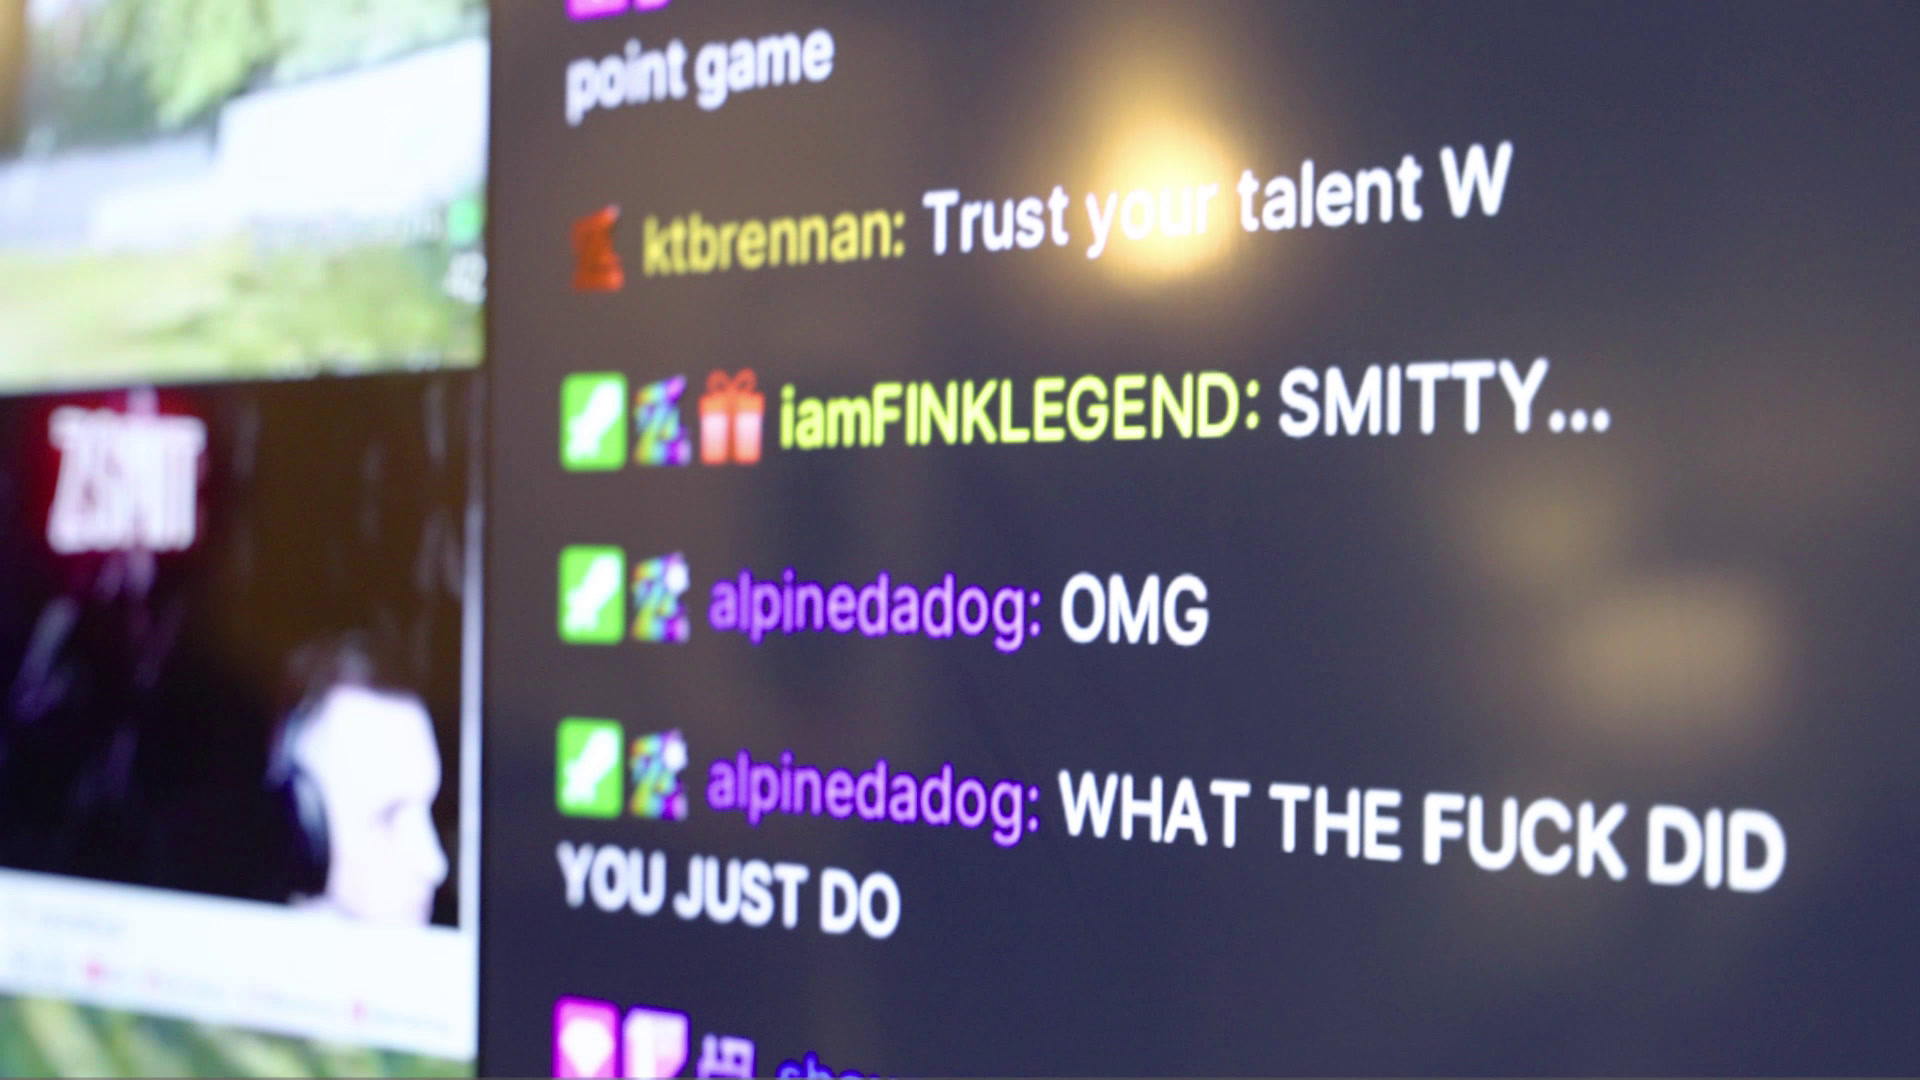 point game
ktbrennan: Trust your talent W
iamFINKLEGEND: SMITTY...
alpinedadog: OMG
alpinedadog: WHAT THE FUCK DID
YOU JUST DO